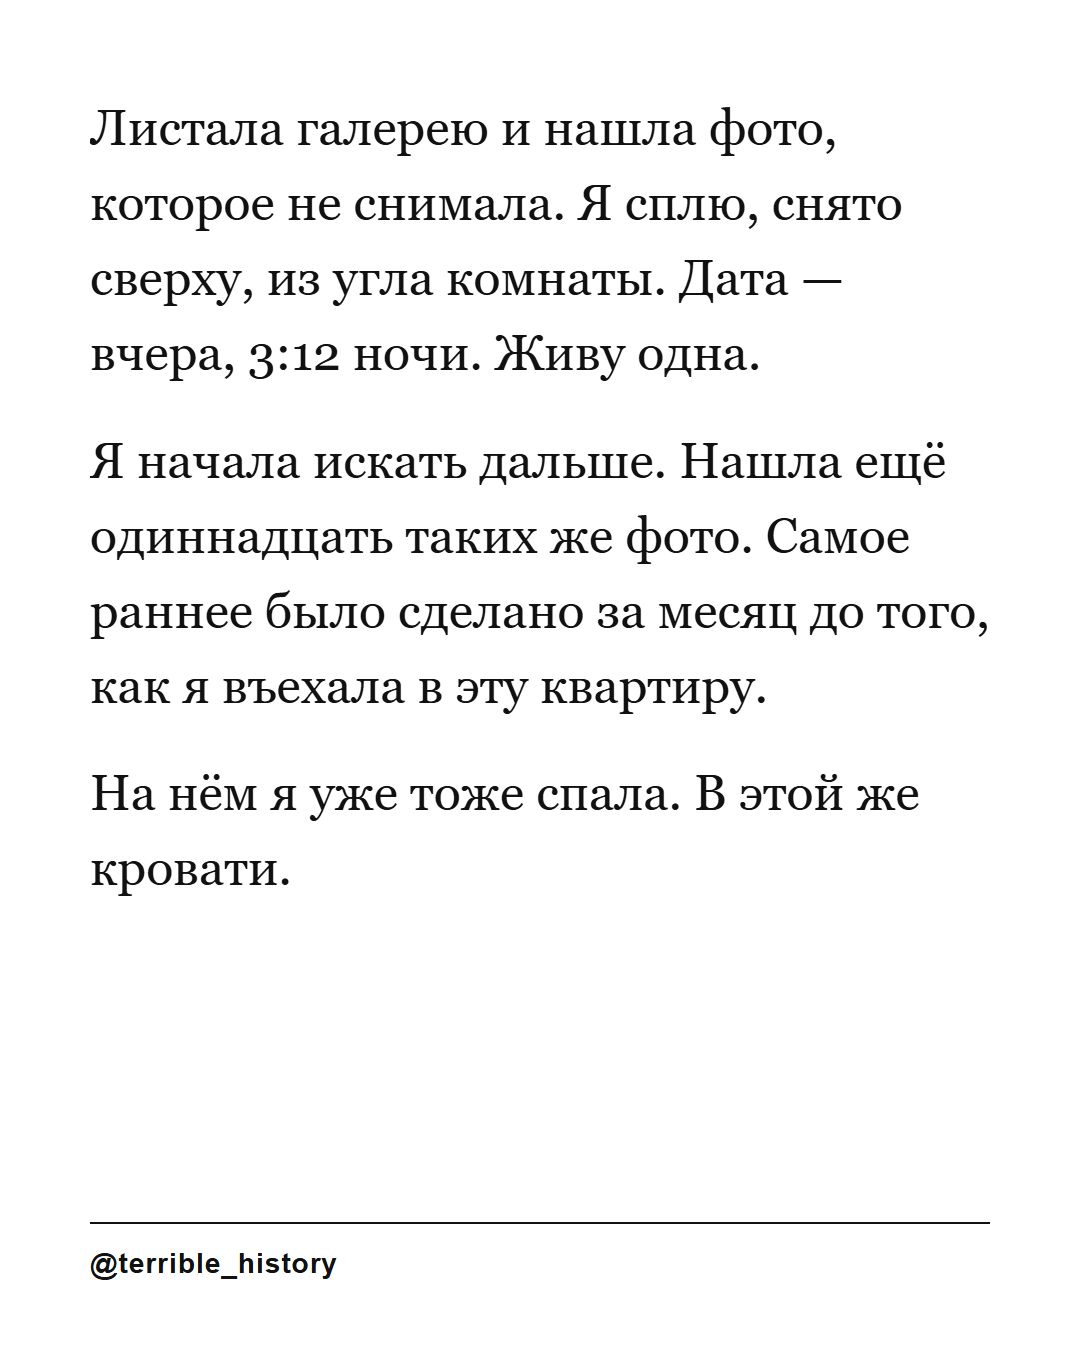 Листала галерею и нашла фото,
которое не снимала. Я сплю, снято
сверху, из угла комнаты. Дата —
вчера, 3:12 ночи. Живу одна.
Я начала искать дальше. Нашла ещё
одиннадцать таких же фото. Самое
раннее было сделано за месяц до того,
как я въехала в эту квартиру.
На нём я уже тоже спала. В этой же
кровати.
@terrible_history